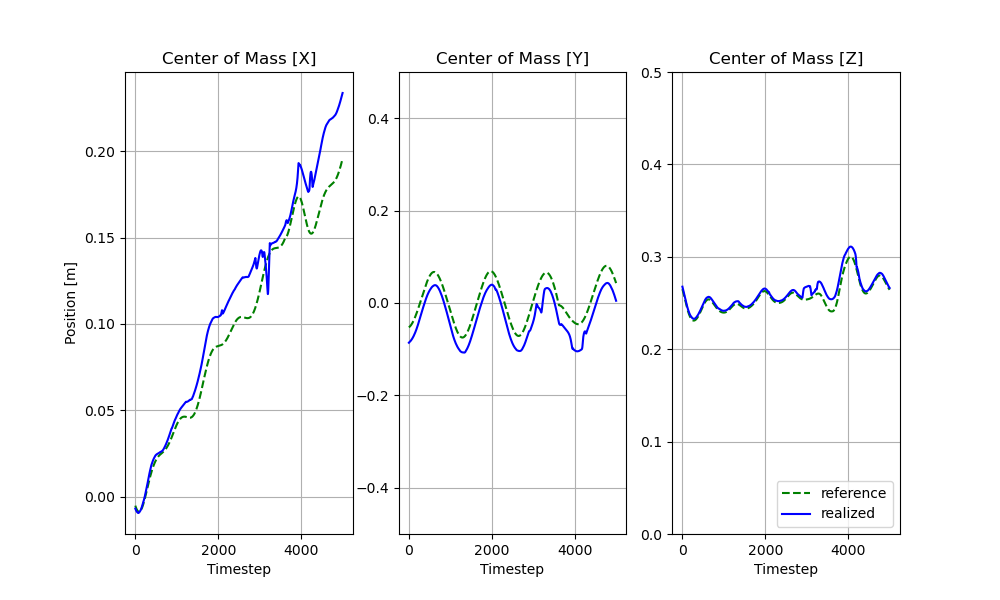 Center of Mass [X]
Center of Mass [Y]
Center of Mass [Z]
Position [m]
0.20
0.15
0.10
0.05
0.00
0 2000 4000
Timestep
0.4
0.2
0.0
−0.2
−0.4
0 2000 4000
Timestep
0.5
0.4
0.3
0.2
0.1
0.0
reference
realized
0 2000 4000
Timestep